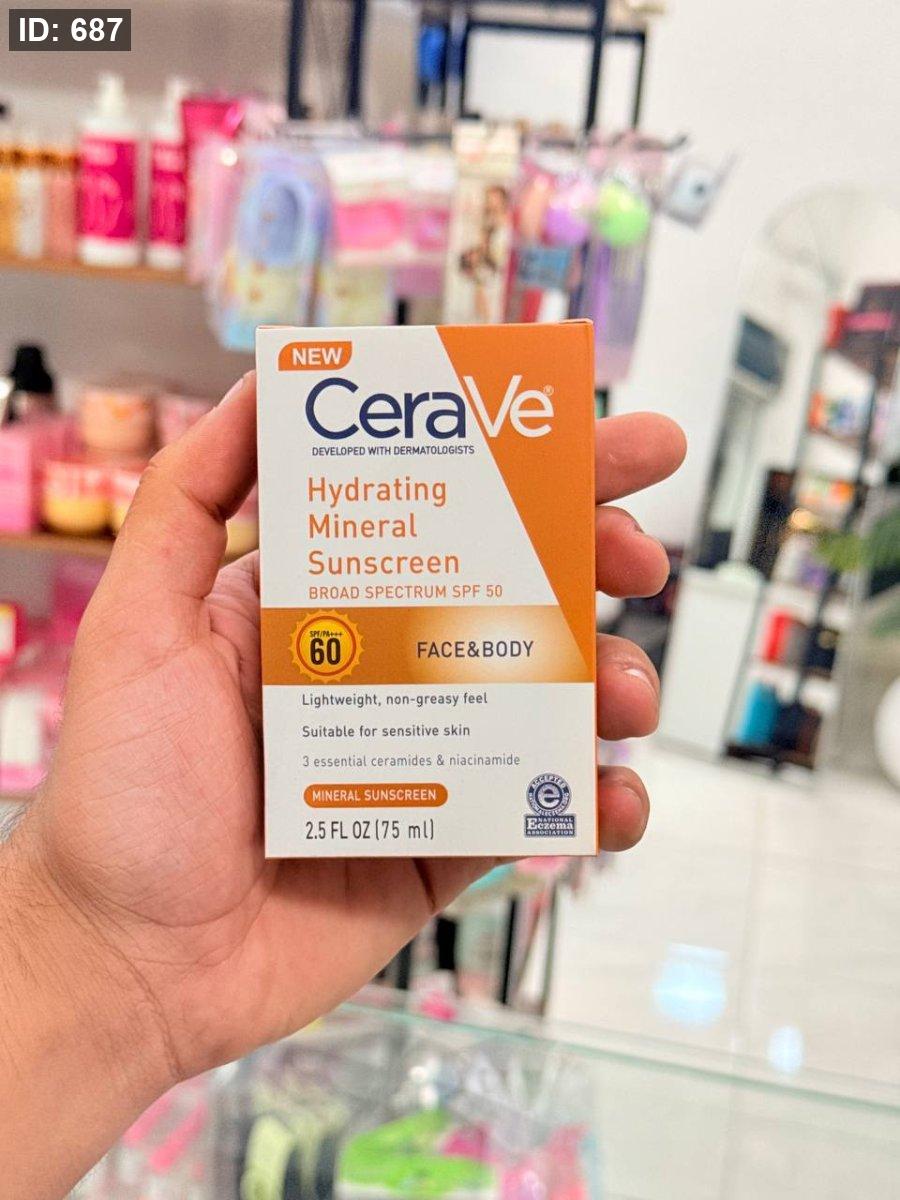 ID: 687
NEW
CeraVe®
DEVELOPED WITH DERMATOLOGISTS
Hydrating
Mineral
Sunscreen
BROAD SPECTRUM SPF 50
SPF/PA+++
60
FACE&BODY
Lightweight, non-greasy feel
Suitable for sensitive skin
3 essential ceramides & niacinamide
MINERAL SUNSCREEN
2.5 FL OZ (75 ml)
ACCEPTED
e
NATIONAL
Eczema
ASSOCIATION